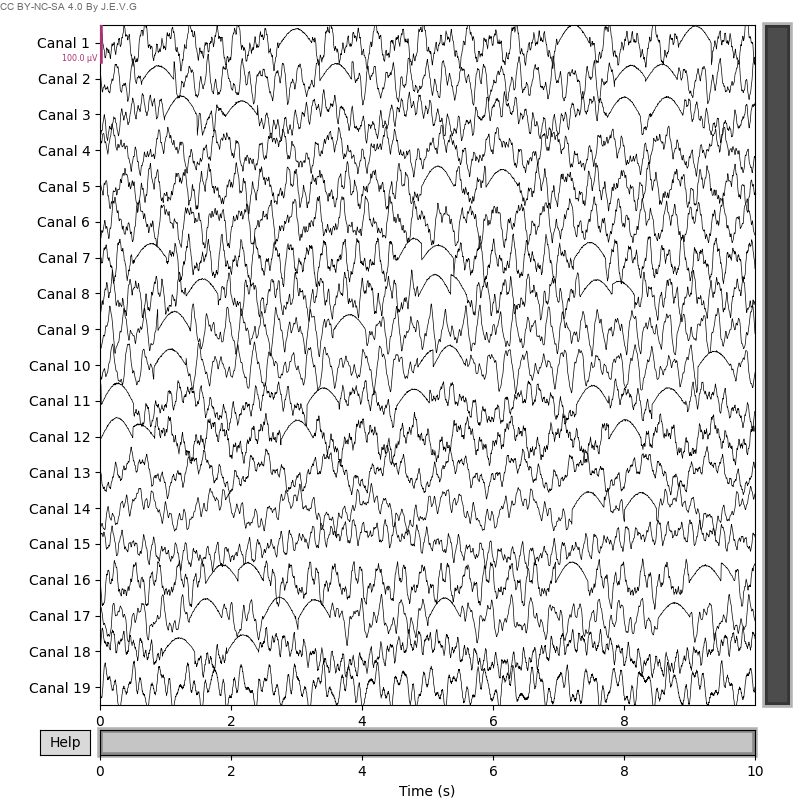 CC BY-NC-SA 4.0 By J.E.V.G
Canal 1
100.0 µV
Canal 2
Canal 3
Canal 4
Canal 5
Canal 6
Canal 7
Canal 8
Canal 9
Canal 10
Canal 11
Canal 12
Canal 13
Canal 14
Canal 15
Canal 16
Canal 17
Canal 18
Canal 19
0 2 4 6 8
Help
0 2 4 6 8 10
Time (s)